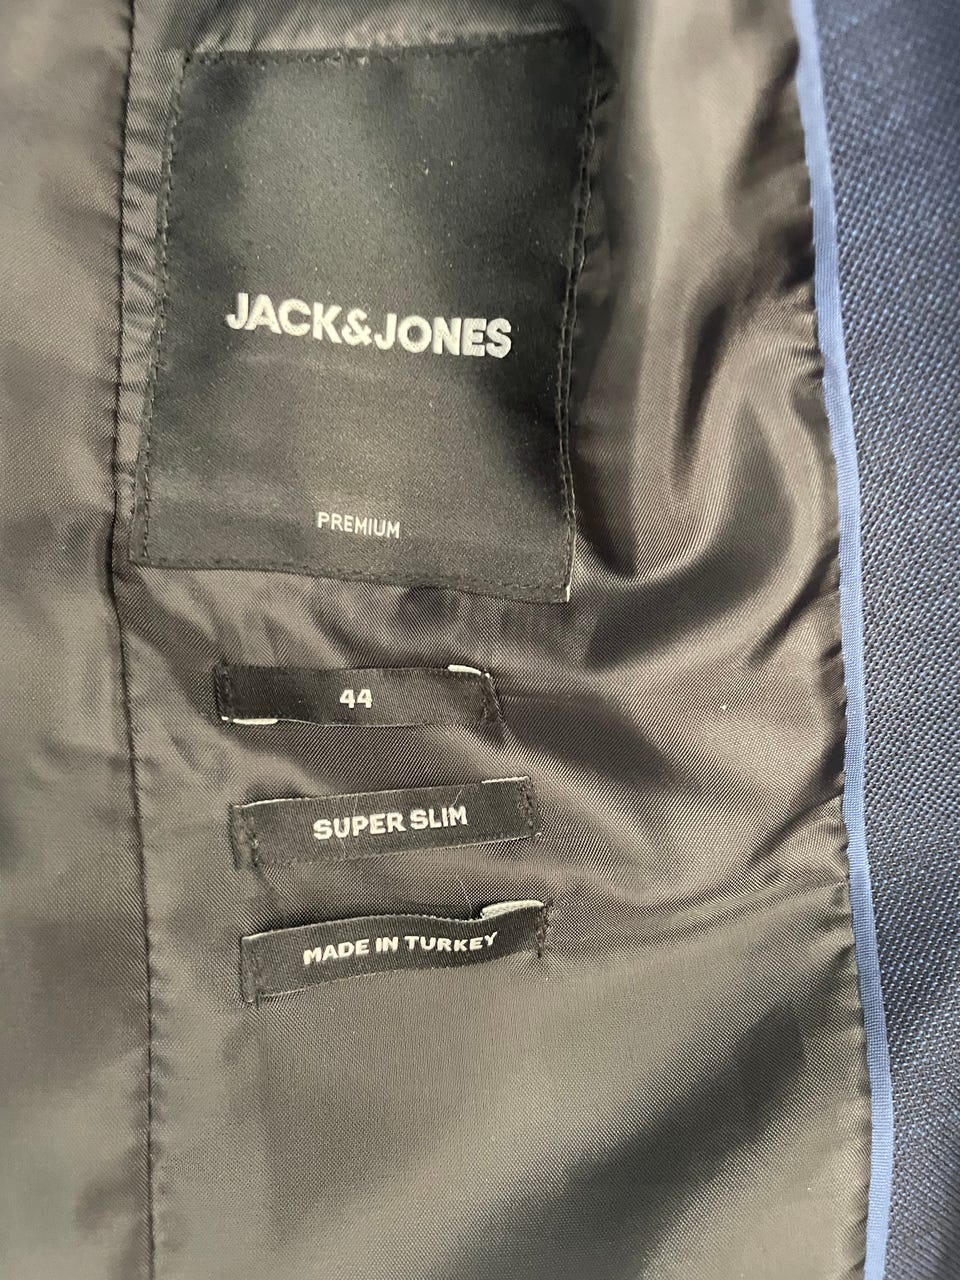 JACK&JONES
PREMIUM
44
SUPER SLIM
MADE IN TURKEY